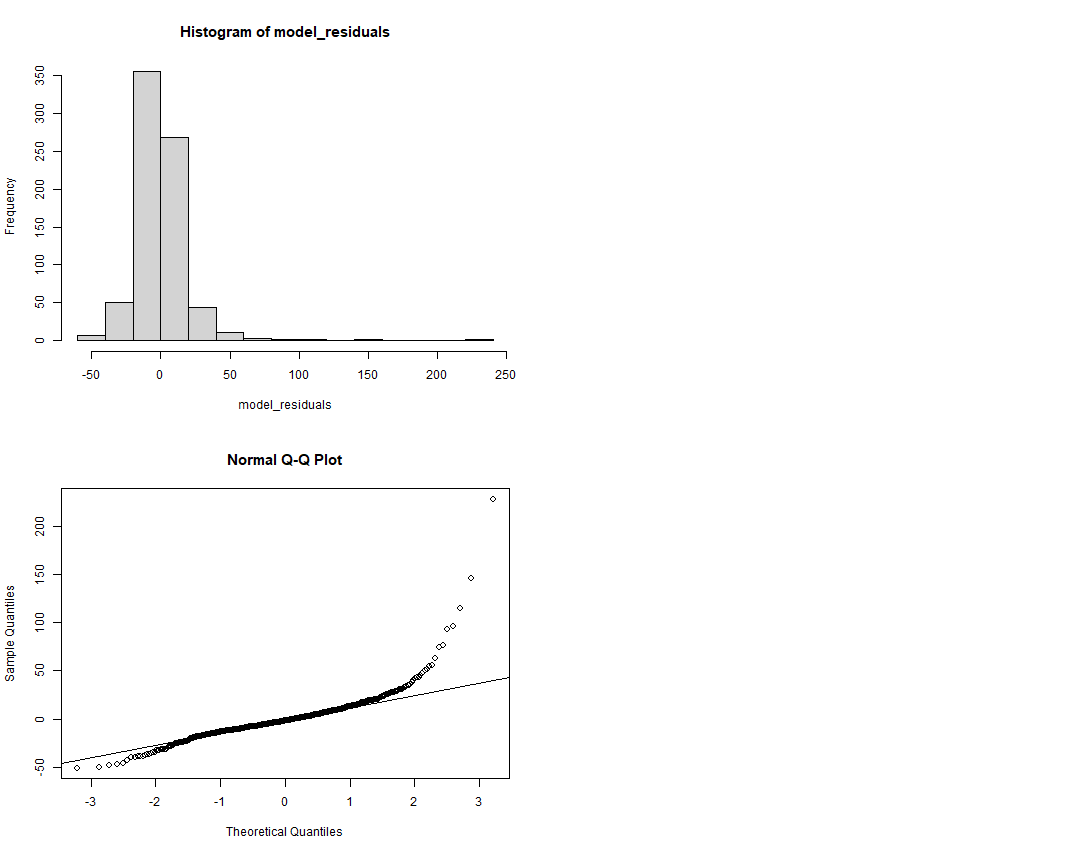 Histogram of model_residuals
350
300
250
200
150
100
50
0
Frequency
-50 0 50 100 150 200 250
model_residuals
Normal Q-Q Plot
200
150
100
50
0
-50
Sample Quantiles
-3 -2 -1 0 1 2 3
Theoretical Quantiles